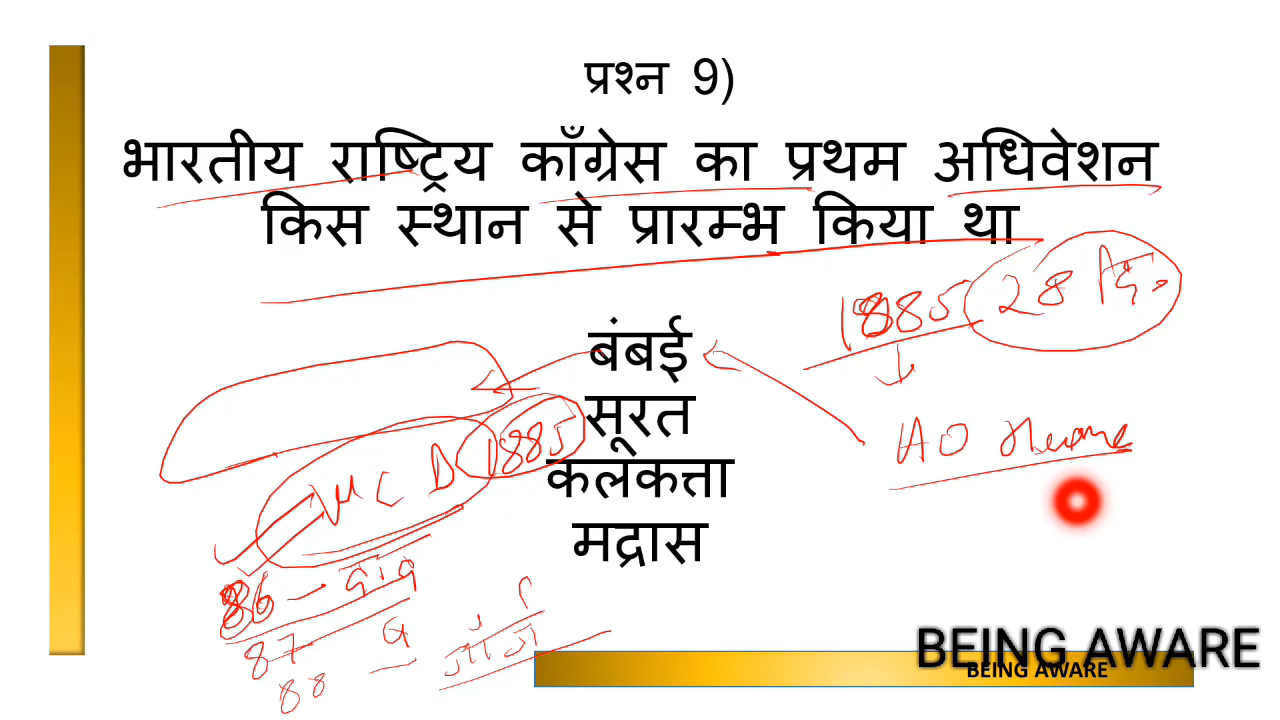 प्रश्न 9)
भारतीय राष्ट्रिय काँग्रेस का प्रथम अधिवेशन
किस स्थान से प्रारम्भ किया था
1885 28 दि०
बंबई
सूरत
1885
A O Hume
कलकत्ता
मद्रास
86 -
87
88
BEING AWARE
BEING AWARE